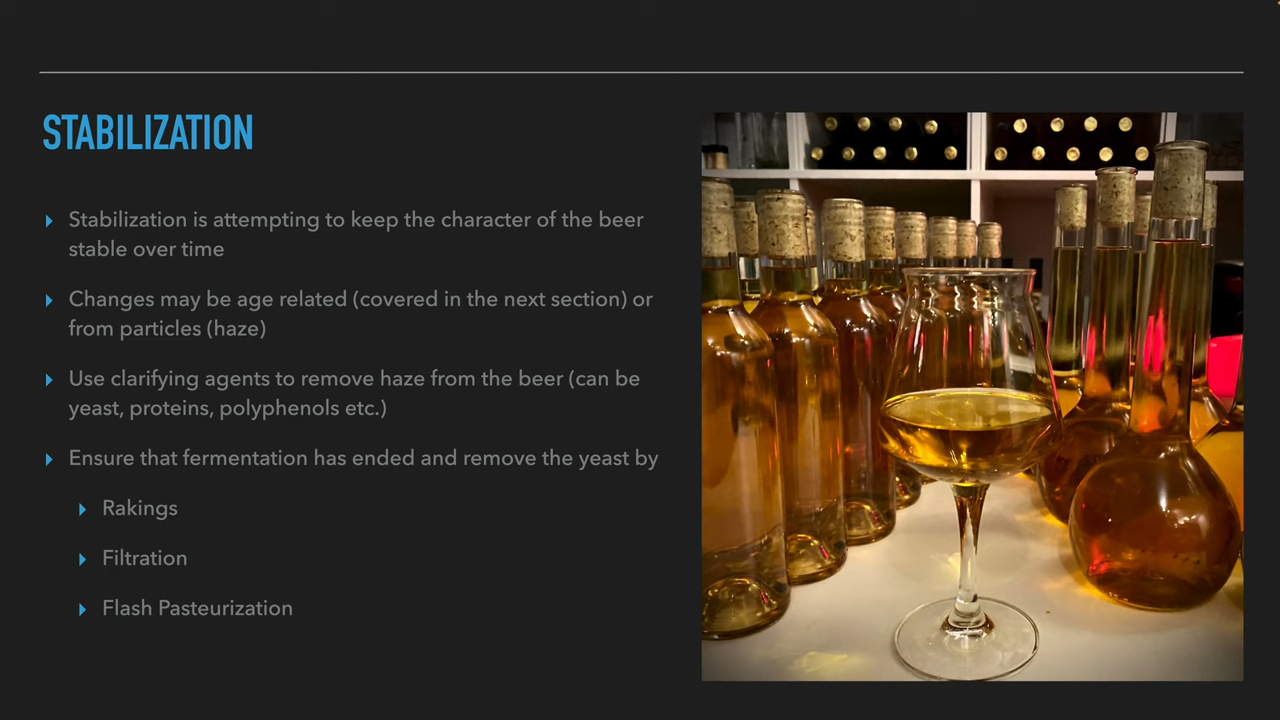 STABILIZATION
Stabilization is attempting to keep the character of the beer
stable over time
Changes may be age related (covered in the next section) or
from particles (haze)
Use clarifying agents to remove haze from the beer (can be
yeast, proteins, polyphenols etc.)
Ensure that fermentation has ended and remove the yeast by
Rakings
Filtration
Flash Pasteurization